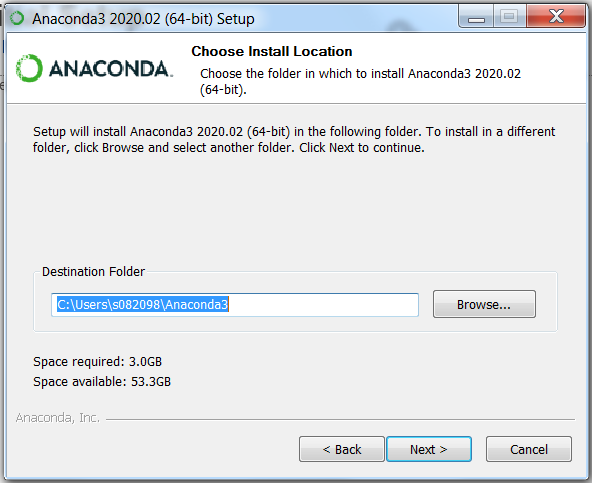 Anaconda3 2020.02 (64-bit) Setup
Choose Install Location
ANACONDA.
Choose the folder in which to install Anaconda3 2020.02
(64-bit).
Setup will install Anaconda3 2020.02 (64-bit) in the following folder. To install in a different
folder, click Browse and select another folder. Click Next to continue.
Destination Folder
C:\Users\s082098\Anaconda3
Browse...
Space required: 3.0GB
Space available: 53.3GB
Anaconda, Inc.
< Back
Next >
Cancel